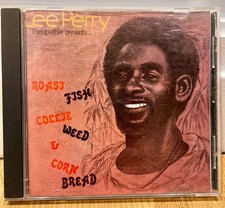 Lee Perry
The Upsetter presents
ROAST
FISH
COLLIE
WEED
&
CORN
BREAD